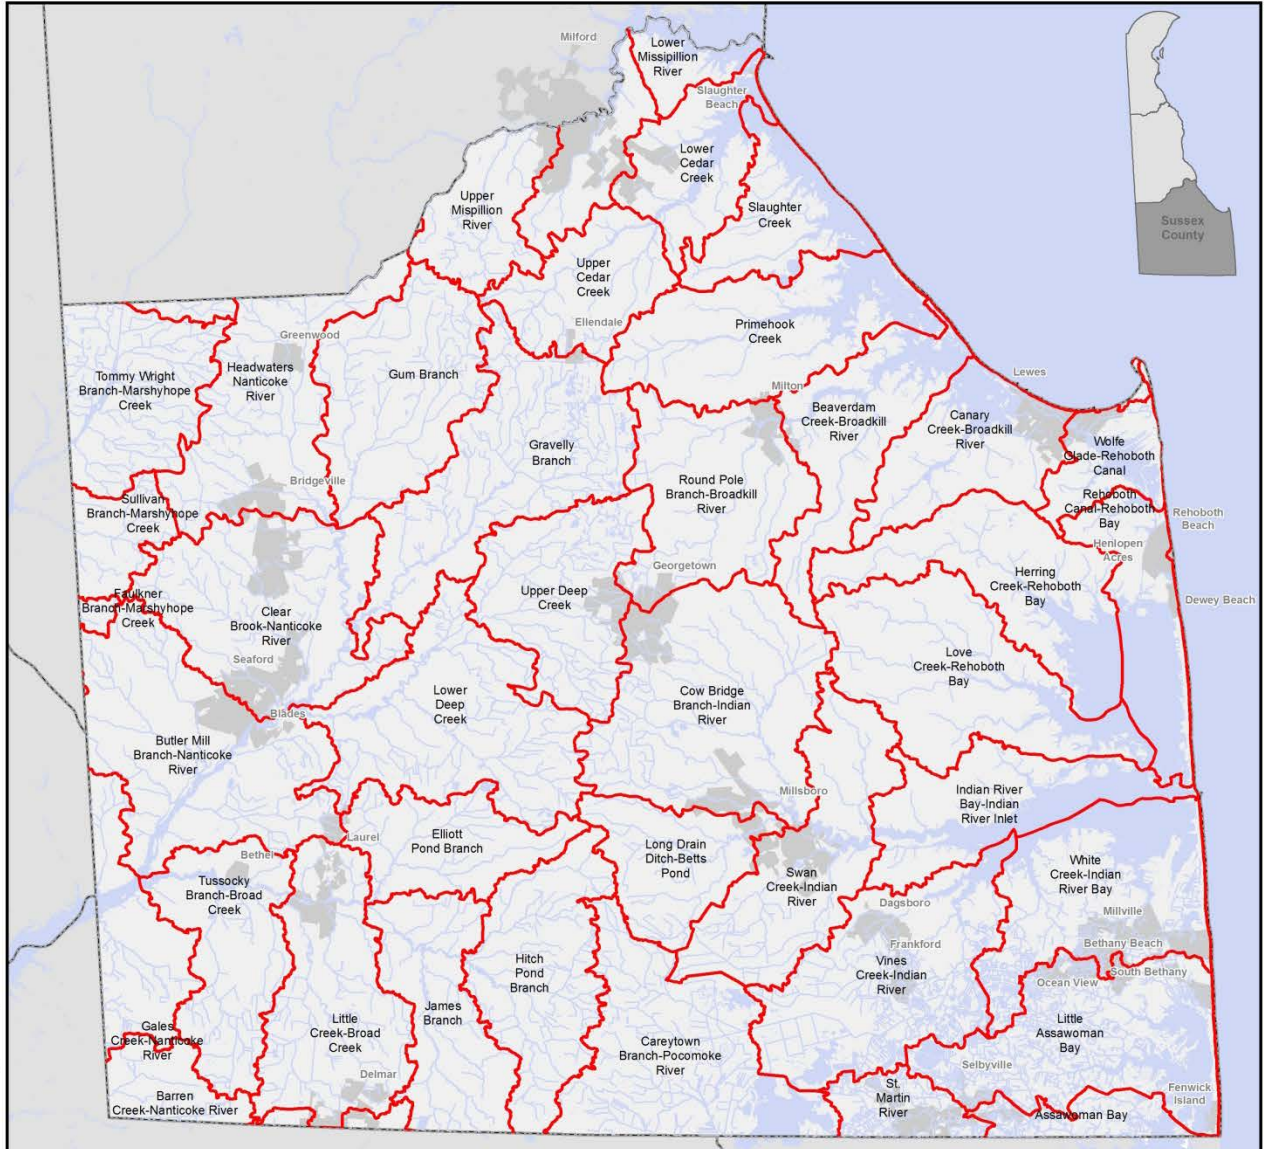 Milford
Lower
Missipillion
River
Slaughter
Beach
Lower
Cedar
Creek
Sussex
County
Upper
Mispillion
River
Slaughter
Creek
Upper
Cedar
Creek
Ellendale
Primehook
Creek
Greenwood
Headwaters
Nanticoke
River
Gum Branch
Tommy Wright
Branch-Marshyhope
Creek
Lewes
Milton
Beaverdam
Creek-Broadkill
River
Canary
Creek-Broadkill
River
Wolfe
Glade-Rehoboth
Canal
Gravelly
Branch
Round Pole
Branch-Broadkill
River
Bridgeville
Sullivan
Branch-Marshyhope
Creek
Rehoboth
Canal-Rehoboth
Bay
Rehoboth
Beach
Henlopen
Acres
Georgetown
Herring
Creek-Rehoboth
Bay
Dewey Beach
Upper Deep
Creek
Faulkner
Branch-Marshyhope
Creek
Clear
Brook-Nanticoke
River
Seaford
Love
Creek-Rehoboth
Bay
Lower
Deep
Creek
Cow Bridge
Branch-Indian
River
Blades
Butler Mill
Branch-Nanticoke
River
Millsboro
Indian River
Bay-Indian
River Inlet
Elliott
Pond Branch
Laurel
Long Drain
Ditch-Betts
Pond
Bethel
Tussocky
Branch-Broad
Creek
Swan
Creek-Indian
River
White
Creek-Indian
River Bay
Dagsboro
Millville
Frankford
Bethany Beach
Vines
Creek-Indian
River
Hitch
Pond
Branch
South Bethany
Ocean View
James
Branch
Little
Creek-Broad
Creek
Little
Assawoman
Bay
Gales
Creek-Nanticoke
River
Careytown
Branch-Pocomoke
River
Selbyville
Delmar
St.
Martin
River
Fenwick
Island
Barren
Creek-Nanticoke River
Assawoman Bay